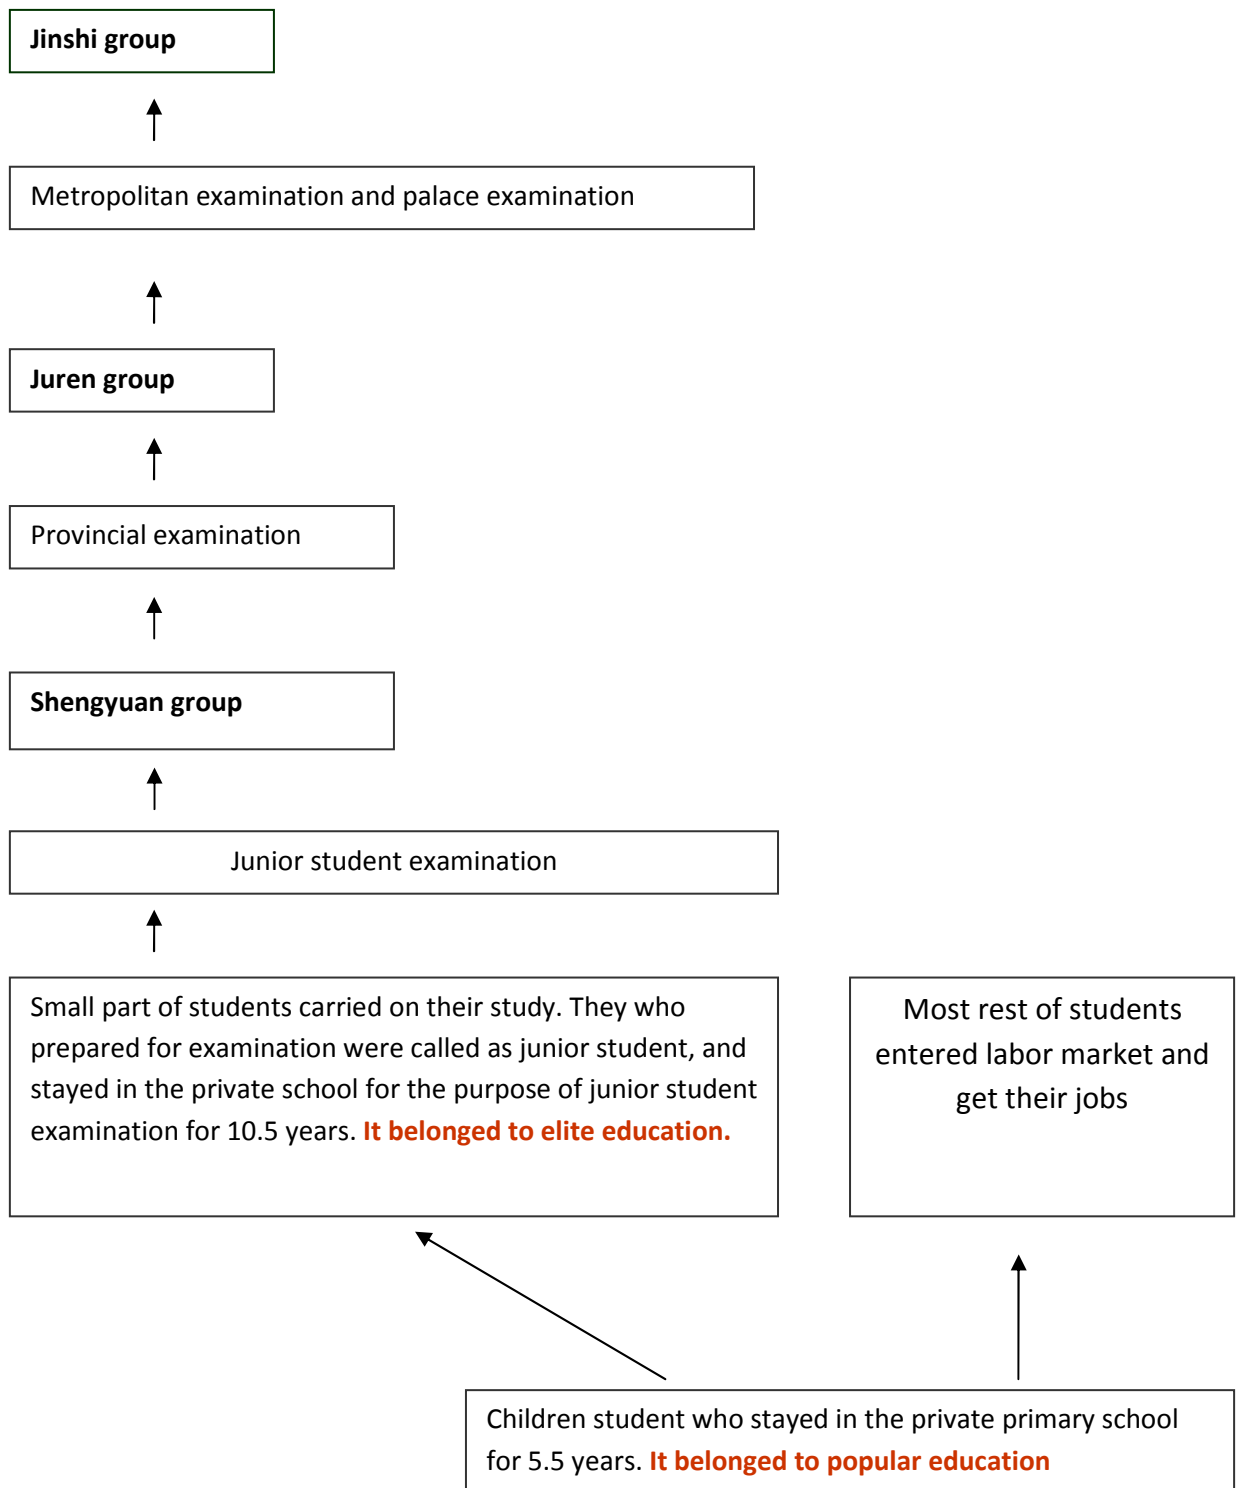 Jinshi group
Metropolitan examination and palace examination
Juren group
Provincial examination
Shengyuan group
Junior student examination
Small part of students carried on their study. They who
prepared for examination were called as junior student, and
stayed in the private school for the purpose of junior student
examination for 10.5 years. It belonged to elite education.
Most rest of students
entered labor market and
get their jobs
Children student who stayed in the private primary school
for 5.5 years. It belonged to popular education